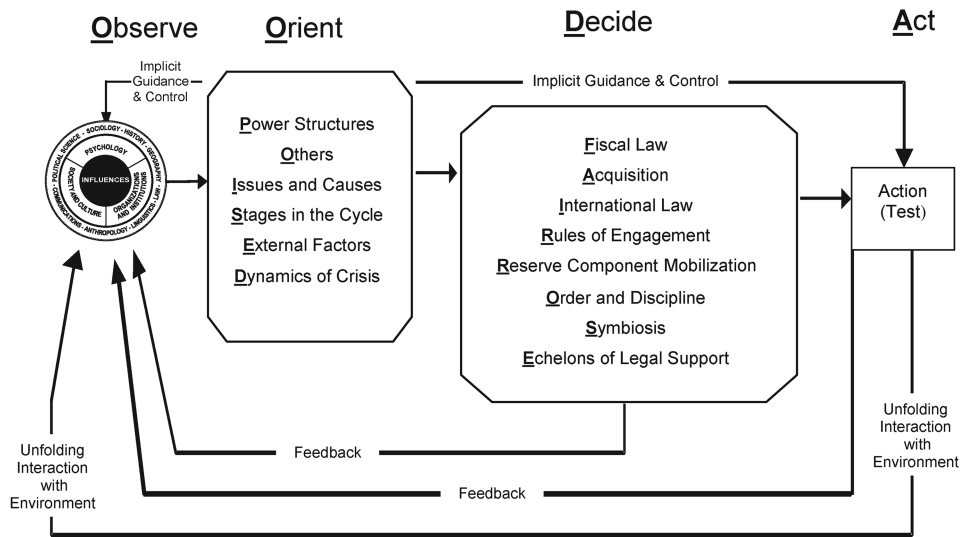 Observe
Orient
Decide
Act
Implicit
Guidance
& Control
Implicit Guidance & Control
POLITICAL SCIENCE - SOCIOLOGY - HISTORY - GEOGRAPHY
COMMUNICATIONS - ANTHROPOLOGY - LINGUISTICS - LAW -
PSYCHOLOGY
INFLUENCES
SOCIETY AND CULTURE
ORGANIZATIONS
AND INSTITUTIONS
Power Structures
Others
Issues and Causes
Stages in the Cycle
External Factors
Dynamics of Crisis
Fiscal Law
Acquisition
International Law
Rules of Engagement
Reserve Component Mobilization
Order and Discipline
Symbiosis
Echelons of Legal Support
Action
(Test)
Unfolding
Interaction
with
Environment
Feedback
Feedback
Unfolding
Interaction
with
Environment